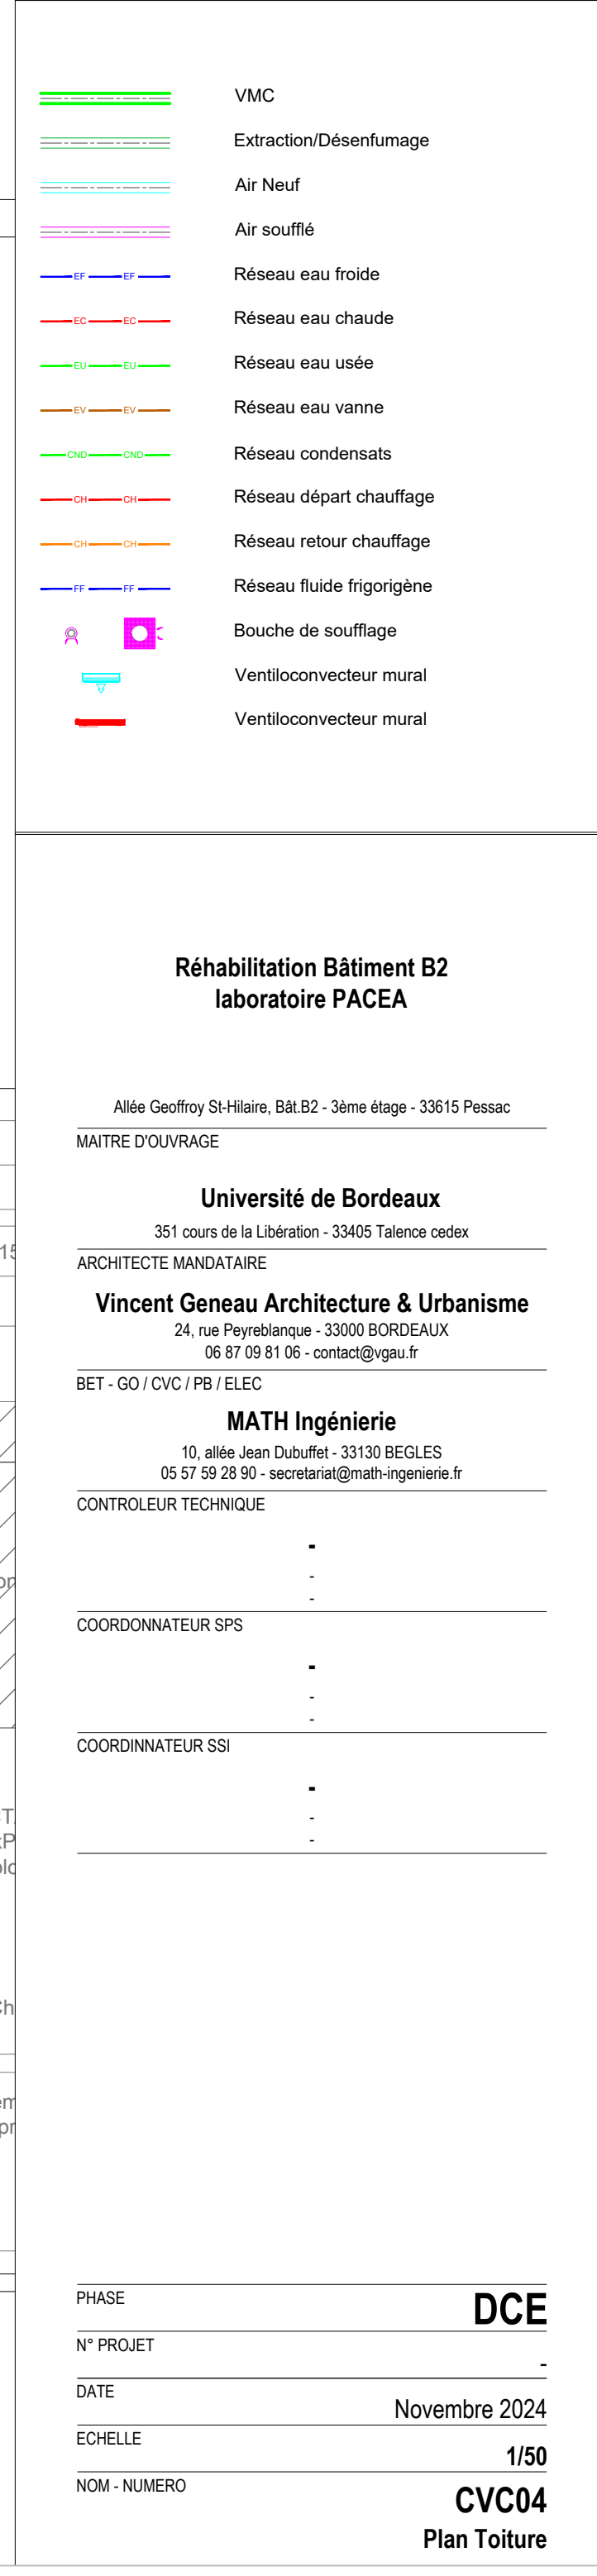 VMC
Extraction/Désenfumage
Air Neuf
Air soufflé
EF EF Réseau eau froide
EC EC Réseau eau chaude
EU EU Réseau eau usée
EV EV Réseau eau vanne
CND CND Réseau condensats
CH CH Réseau départ chauffage
CH CH Réseau retour chauffage
FF FF Réseau fluide frigorigène
Bouche de soufflage
Ventiloconvecteur mural
Ventiloconvecteur mural
Réhabilitation Bâtiment B2
laboratoire PACEA
Allée Geoffroy St-Hilaire, Bât.B2 - 3ème étage - 33615 Pessac
MAITRE D'OUVRAGE
Université de Bordeaux
351 cours de la Libération - 33405 Talence cedex
ARCHITECTE MANDATAIRE
Vincent Geneau Architecture & Urbanisme
24, rue Peyreblanque - 33000 BORDEAUX
06 87 09 81 06 - contact@vgau.fr
BET - GO / CVC / PB / ELEC
MATH Ingénierie
10, allée Jean Dubuffet - 33130 BEGLES
05 57 59 28 90 - secretariat@math-ingenierie.fr
CONTROLEUR TECHNIQUE
-
-
-
COORDONNATEUR SPS
-
-
-
COORDINNATEUR SSI
-
-
-
PHASE
DCE
N° PROJET
-
DATE
Novembre 2024
ECHELLE
1/50
NOM - NUMERO
CVC04
Plan Toiture